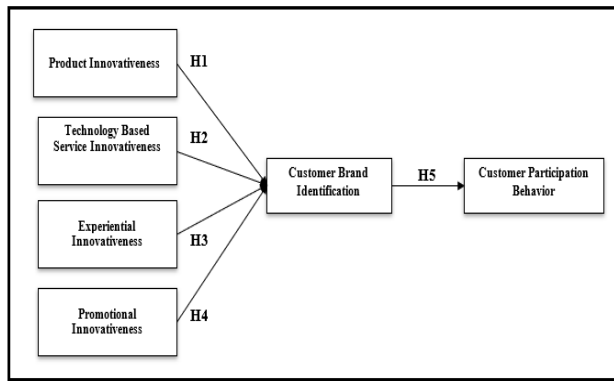 Product Innovativeness
H1
Technology Based
Service Innovativeness
H2
Experiential
Innovativeness
H3
Promotional
Innovativeness
H4
Customer Brand
Identification
H5
Customer Participation
Behavior